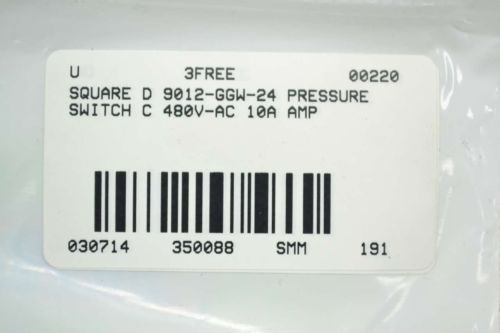 U 3FREE 00220
SQUARE D 9012-GGW-24 PRESSURE
SWITCH C 480V-AC 10A AMP
030714 350088 SMM 191